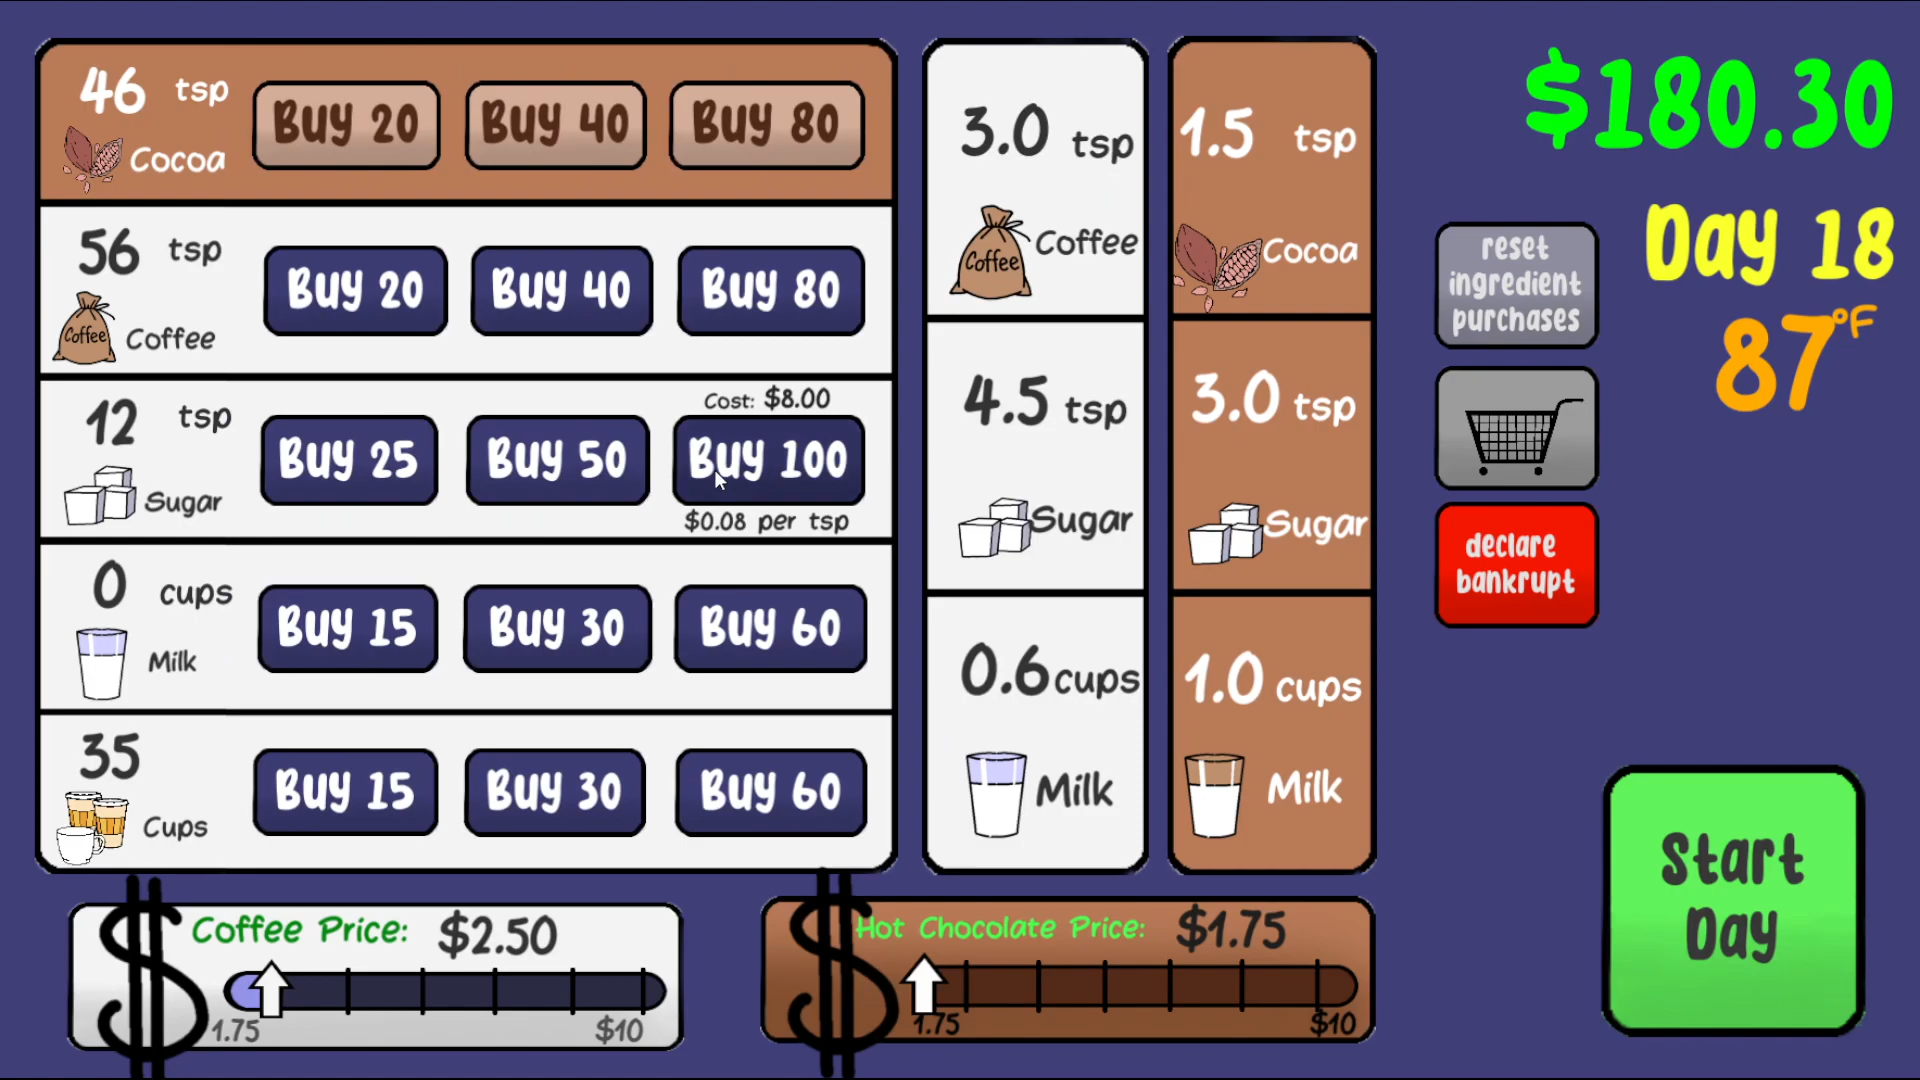 46 tsp
Cocoa
Buy 20
Buy 40
Buy 80
56 tsp
Coffee
Coffee
Buy 20
Buy 40
Buy 80
12 tsp
Sugar
Buy 25
Buy 50
Cost: $8.00
Buy 100
$0.08 per tsp
0 cups
Milk
Buy 15
Buy 30
Buy 60
35
Cups
Buy 15
Buy 30
Buy 60
3.0 tsp
Coffee
Coffee
4.5 tsp
Sugar
0.6 cups
Milk
1.5 tsp
Cocoa
3.0 tsp
Sugar
1.0 cups
Milk
$180.30
Day 18
87°F
reset
ingredient
purchases
declare
bankrupt
Start
Day
$
Coffee Price: $2.50
1.75
$10
$
Hot Chocolate Price: $1.75
1.75
$10